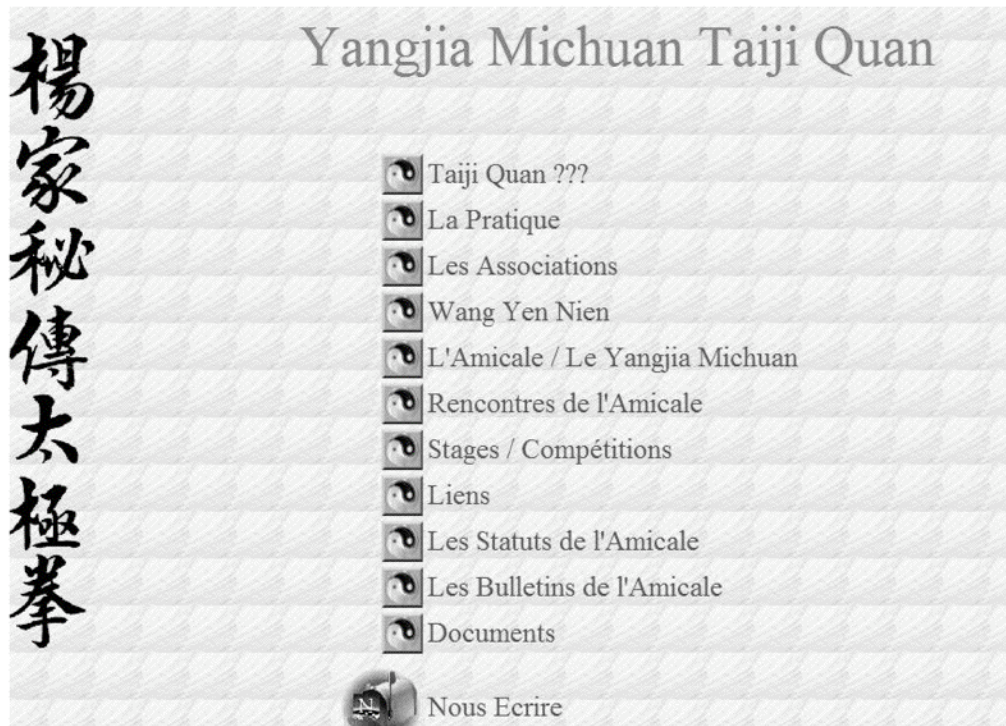 楊家秘傳太極拳
Yangjia Michuan Taiji Quan
Taiji Quan ???
La Pratique
Les Associations
Wang Yen Nien
L'Amicale / Le Yangjia Michuan
Rencontres de l'Amicale
Stages / Compétitions
Liens
Les Statuts de l'Amicale
Les Bulletins de l'Amicale
Documents
N
Nous Ecrire